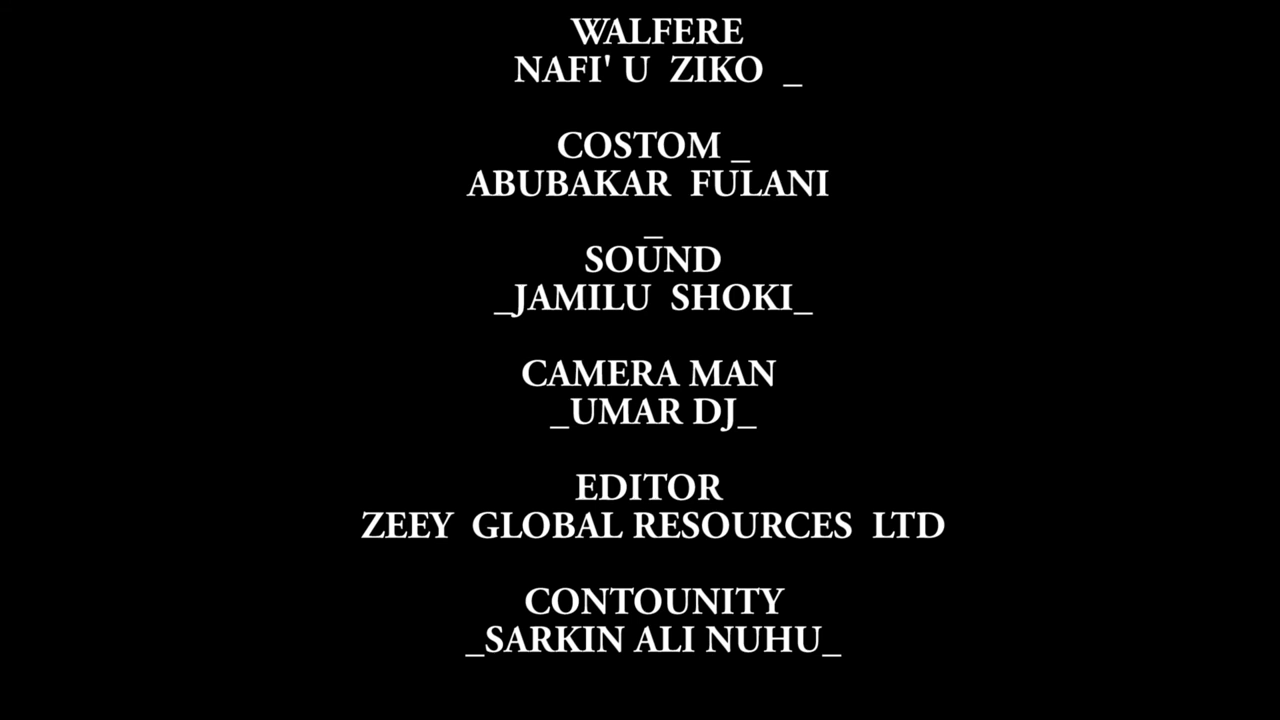 WALFERE
NAFI' U ZIKO _
COSTOM _
ABUBAKAR FULANI
_
SOUND
_JAMILU SHOKI_
CAMERA MAN
_UMAR DJ_
EDITOR
ZEEY GLOBAL RESOURCES LTD
CONTOUNITY
_SARKIN ALI NUHU_